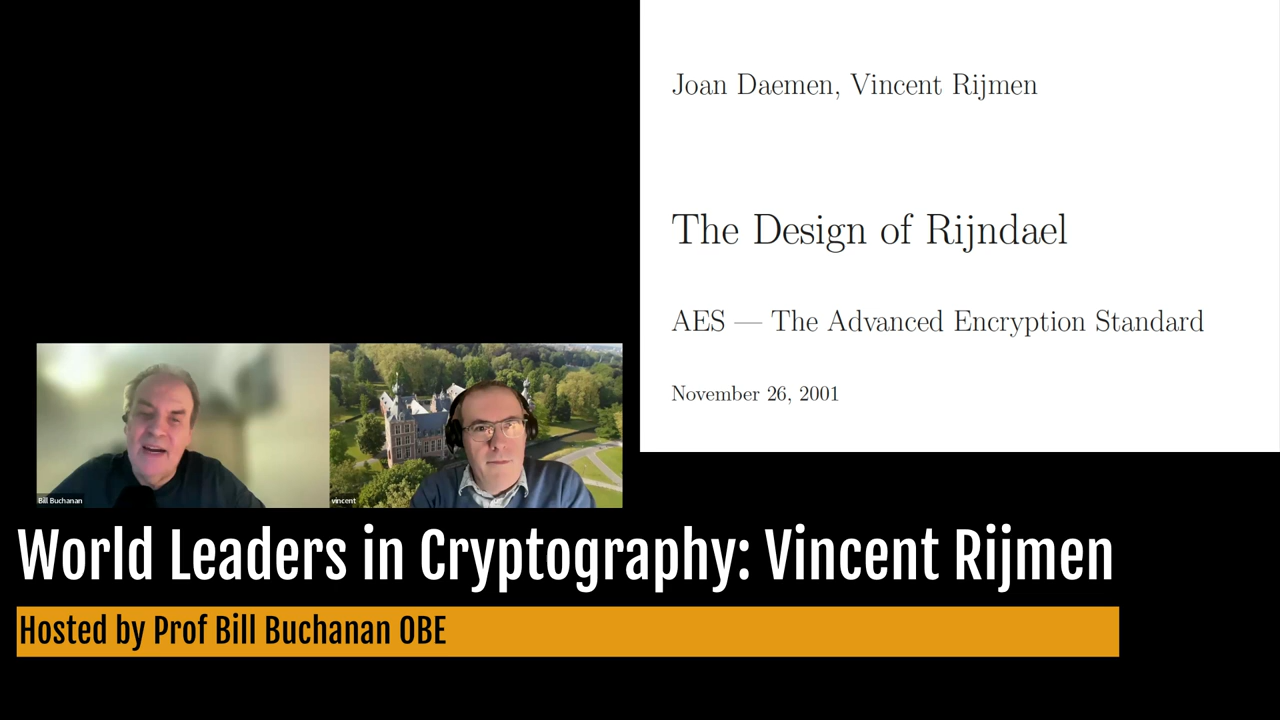 Joan Daemen, Vincent Rijmen
The Design of Rijndael
AES — The Advanced Encryption Standard
November 26, 2001
Bill Buchanan
vincent
World Leaders in Cryptography: Vincent Rijmen
Hosted by Prof Bill Buchanan OBE